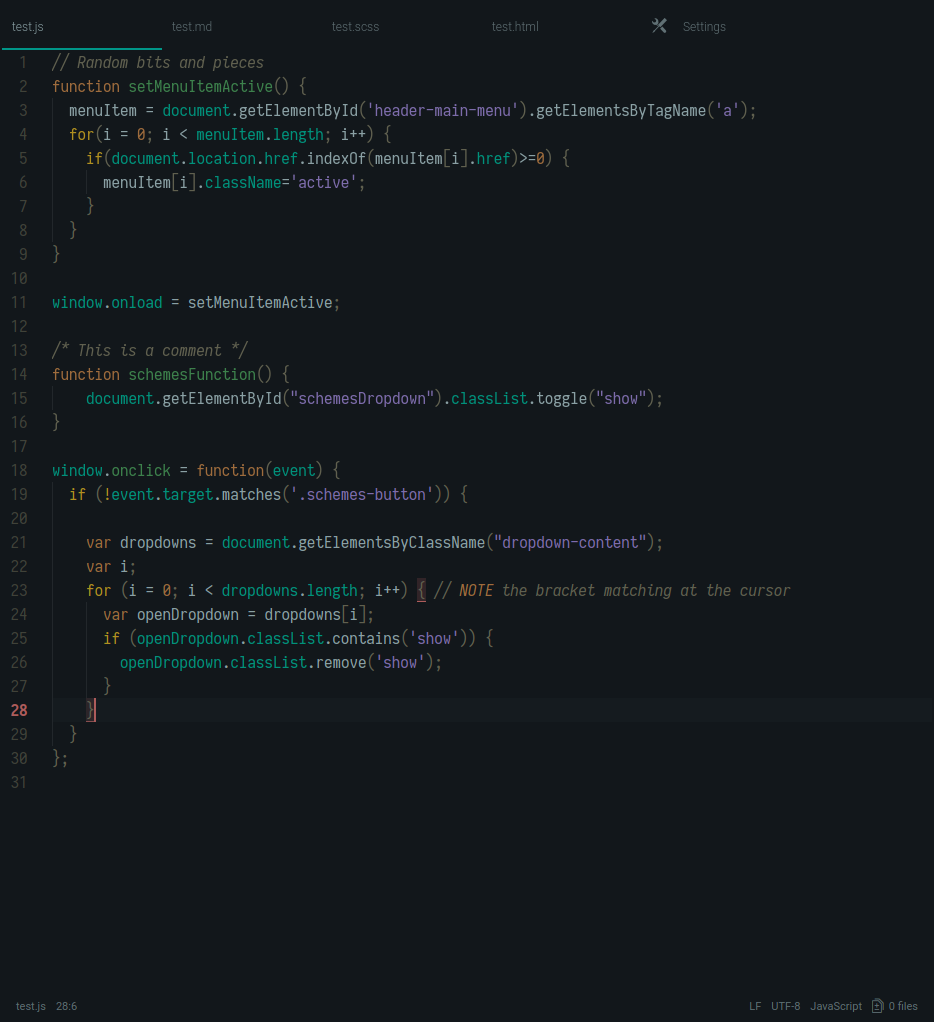 test.js test.md test.scss test.html Settings
1 // Random bits and pieces
2 function setMenuItemActive() {
3   menuItem = document.getElementById('header-main-menu').getElementsByTagName('a');
4   for(i = 0; i < menuItem.length; i++) {
5     if(document.location.href.indexOf(menuItem[i].href)>=0) {
6       menuItem[i].className='active';
7     }
8   }
9 }
10
11 window.onload = setMenuItemActive;
12
13 /* This is a comment */
14 function schemesFunction() {
15     document.getElementById("schemesDropdown").classList.toggle("show");
16 }
17
18 window.onclick = function(event) {
19   if (!event.target.matches('.schemes-button')) {
20
21     var dropdowns = document.getElementsByClassName("dropdown-content");
22     var i;
23     for (i = 0; i < dropdowns.length; i++) { // NOTE the bracket matching at the cursor
24       var openDropdown = dropdowns[i];
25       if (openDropdown.classList.contains('show')) {
26         openDropdown.classList.remove('show');
27       }
28     }
29   }
30 };
31
test.js 28:6 LF UTF-8 JavaScript 0 files